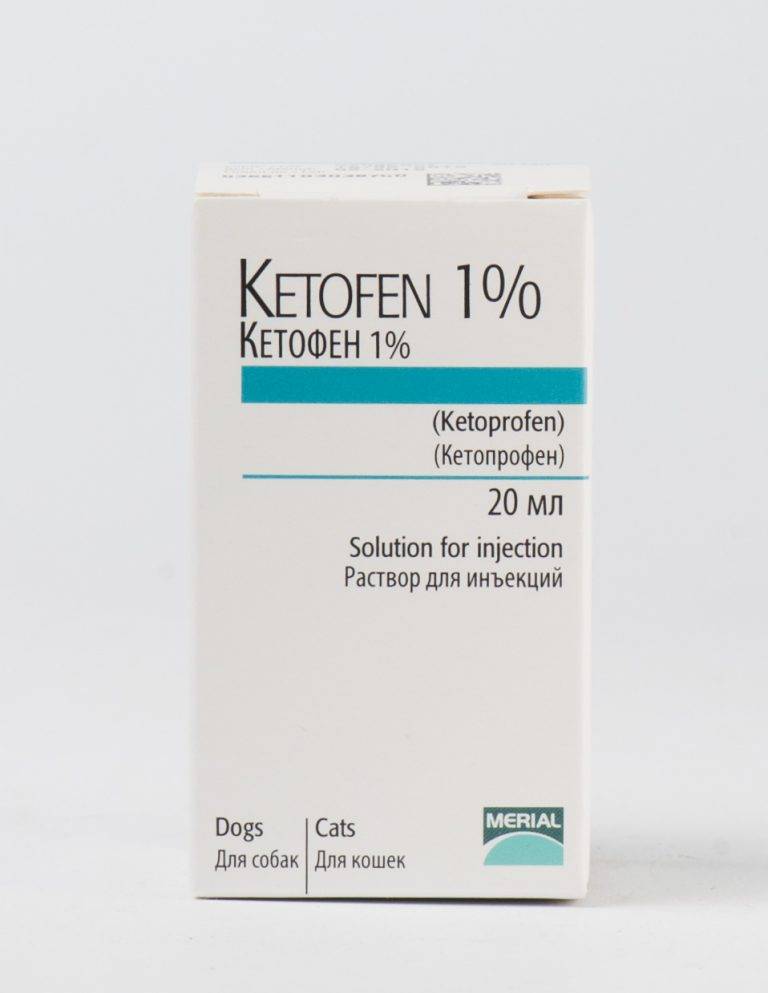 KETOFEN 1%
КЕТОФЕН 1%
(Ketoprofen)
(Кетопрофен)
20 мл
Solution for injection
Раствор для инъекций
Dogs
Для собак
Cats
Для кошек
MERIAL